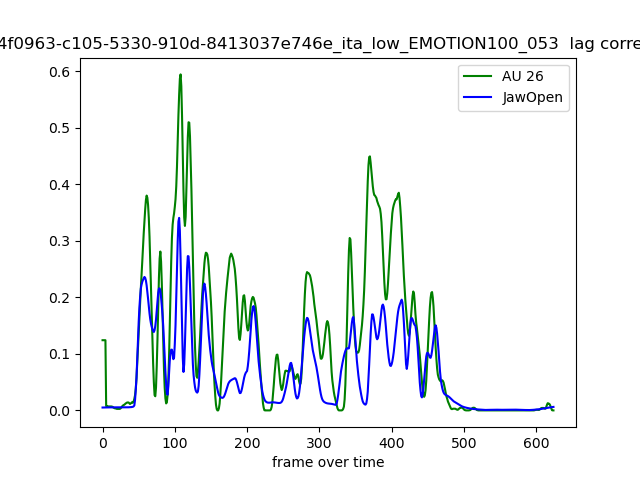 4f0963-c105-5330-910d-8413037e746e_ita_low_EMOTION100_053 lag corre
AU 26
JawOpen
0.6
0.5
0.4
0.3
0.2
0.1
0.0
0 100 200 300 400 500 600
frame over time